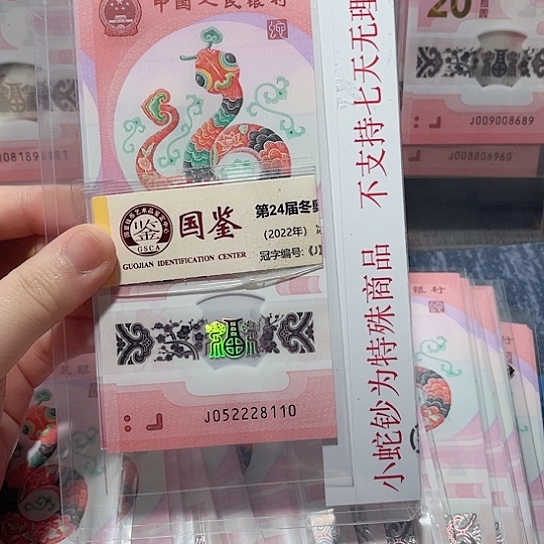 中国人民银行
20
J009008689
J008806960
国鉴
GSCA
GUOJIAN IDENTIFICATION CENTER
第24届冬奥
(2022年)
冠字编号:《J
J052228110
小蛇钞为特殊商品 不支持七天无理